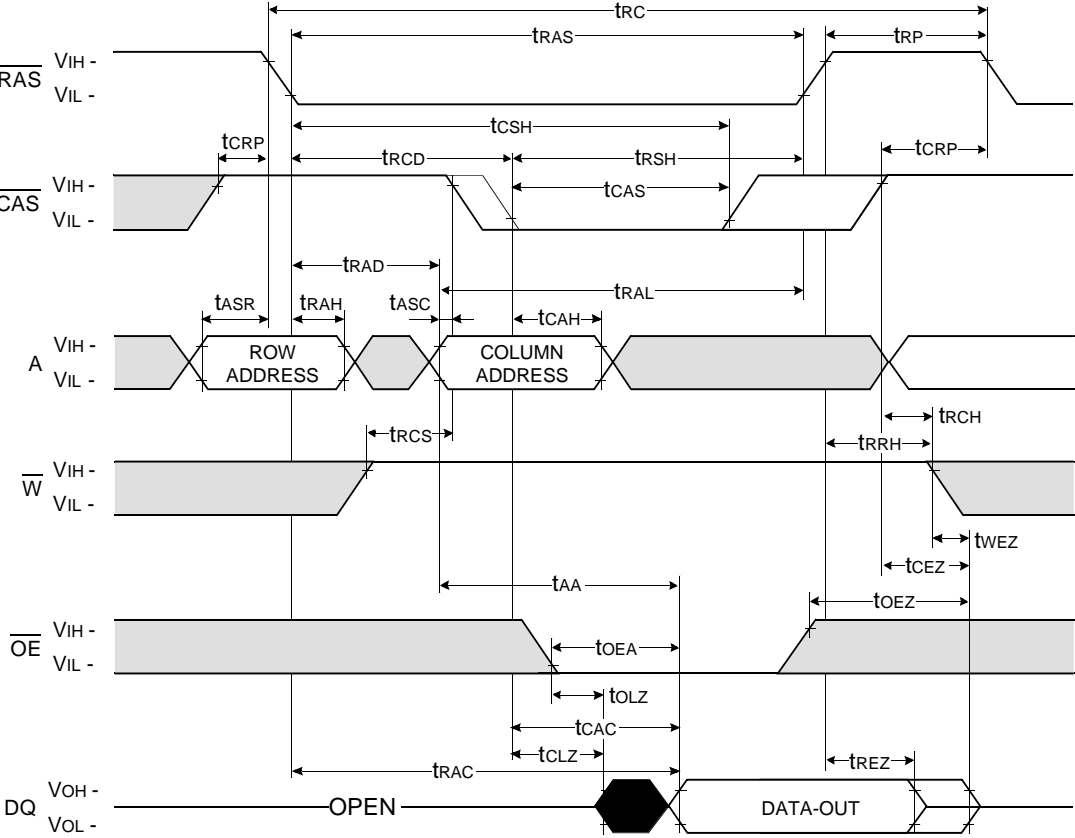 tRC
tRAS
tRP
RAS
VIH -
VIL -
tCSH
tCRP
tRCD
tRSH
tCRP
CAS
VIH -
VIL -
tCAS
tRAD
tRAL
tASR
tRAH
tASC
tCAH
A
VIH -
VIL -
ROW
ADDRESS
COLUMN
ADDRESS
tRCH
tRCS
tRRH
W
VIH -
VIL -
tWEZ
tCEZ
tAA
tOEZ
OE
VIH -
VIL -
tOEA
tOLZ
tCAC
tCLZ
tRAC
tREZ
DQ
VOH -
VOL -
OPEN
DATA-OUT